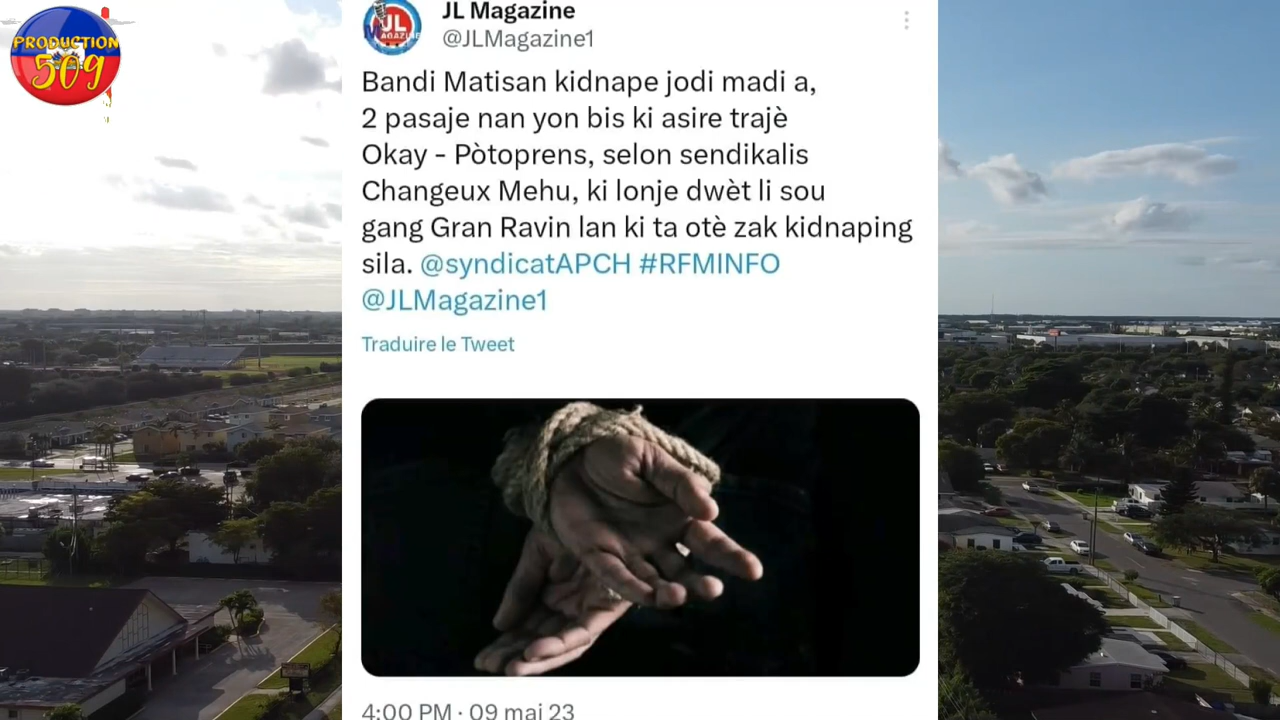 PRODUCTION
509
JL Magazine
@JLMagazine1
JL
MAGAZINE
Bandi Matisan kidnape jodi madi a,
2 pasaje nan yon bis ki asire trajè
Okay - Pòtoprens, selon sendikalis
Changeux Mehu, ki lonje dwèt li sou
gang Gran Ravin lan ki ta otè zak kidnaping
sila. @syndicatAPCH #RFMINFO
@JLMagazine1
Traduire le Tweet
4:00 PM · 09 mai 23